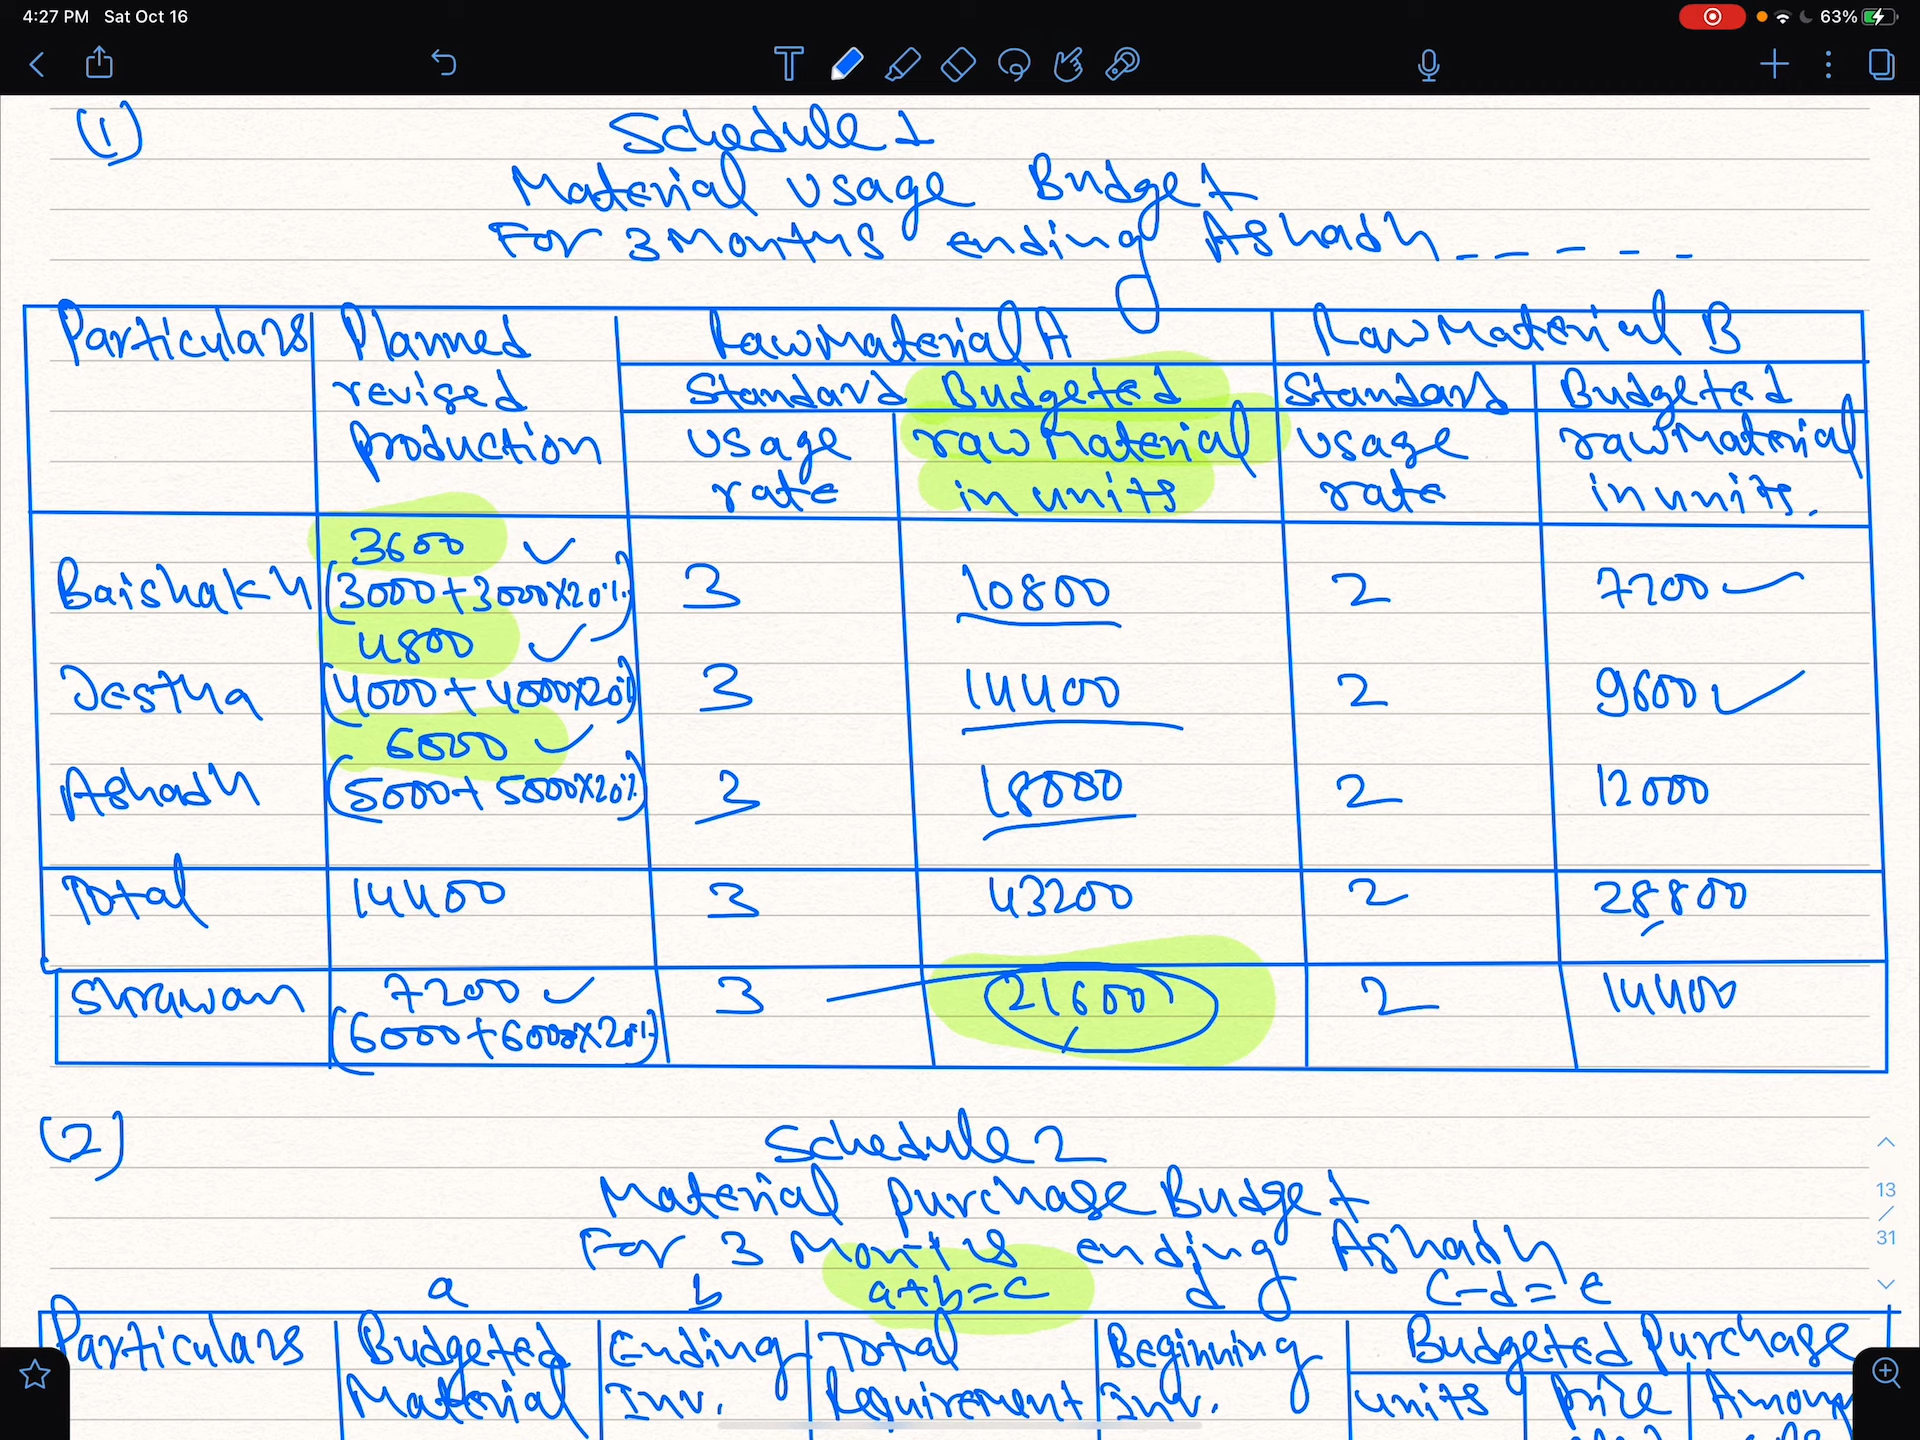 4:27 PM Sat Oct 16
63%
(1)
Schedule 1
Material Usage Budget
For 3 Months ending Ashadh _ _ _ _ _
Particulars Planned revised production Raw Material A Raw Material B
Standard usage rate Budgeted raw Material in units Standard usage rate Budgeted raw Material in units.
3600 ✓
Baishakh (3000+3000×20%) 3 10800 2 7200 ✓
4800 ✓
Jestha (4000+4000×20%) 3 14400 2 9600 ✓
6000 ✓
Ashadh (5000+5000×20%) 3 18000 2 12000
Total 14400 3 43200 2 28800
Shrawan 7200 ✓ 3 21600 2 14400
(6000+6000×20%)
(2)
Schedule 2
Material purchase Budget
For 3 Months ending Ashadh
a b a+b=c d c-d=e
Particulars Budgeted Ending Total Beginning Budgeted Purchase
Material Inv. Requirement Inv. units price
13
/
31